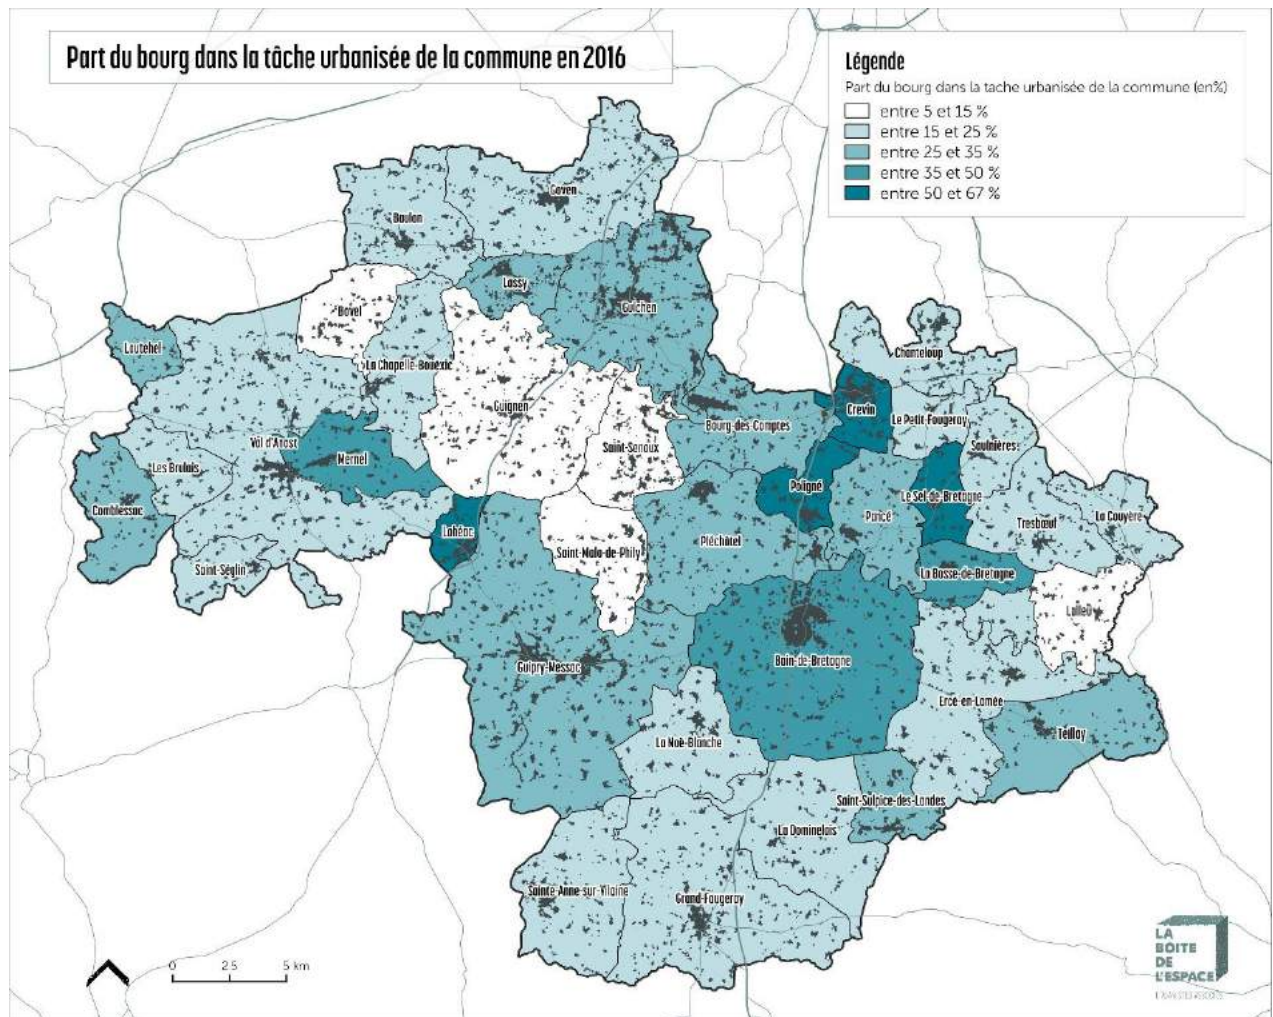 Part du bourg dans la tâche urbanisée de la commune en 2016
Légende
Part du bourg dans la tache urbanisée de la commune (en%)
entre 5 et 15 %
entre 15 et 25 %
entre 25 et 35 %
entre 35 et 50 %
entre 50 et 67 %
Goven
Baulon
Lassy
Bovel
Guichen
Loutehel
Chanteloup
La Chapelle-Bouëxic
Guignen
Crevin
Le Petit-Fougeray
Bourg-des-Comptes
Val d'Anast
Saint-Senoux
Saulnières
Mernel
Les Brulais
Poligné
Le Sel-de-Bretagne
Comblessac
Pancé
La Couyère
Tresbœuf
Lohéac
Pléchâtel
Saint-Malo-de-Phily
Saint-Séglin
La Bosse-de-Bretagne
Lalleu
Bain-de-Bretagne
Guipry-Messac
Ercé-en-Lamée
Teillay
La Noë-Blanche
Saint-Sulpice-des-Landes
La Dominelais
Sainte-Anne-sur-Vilaine
Grand-Fougeray
0 2.5 5 km
LA
BOITE
DE
L'ESPACE